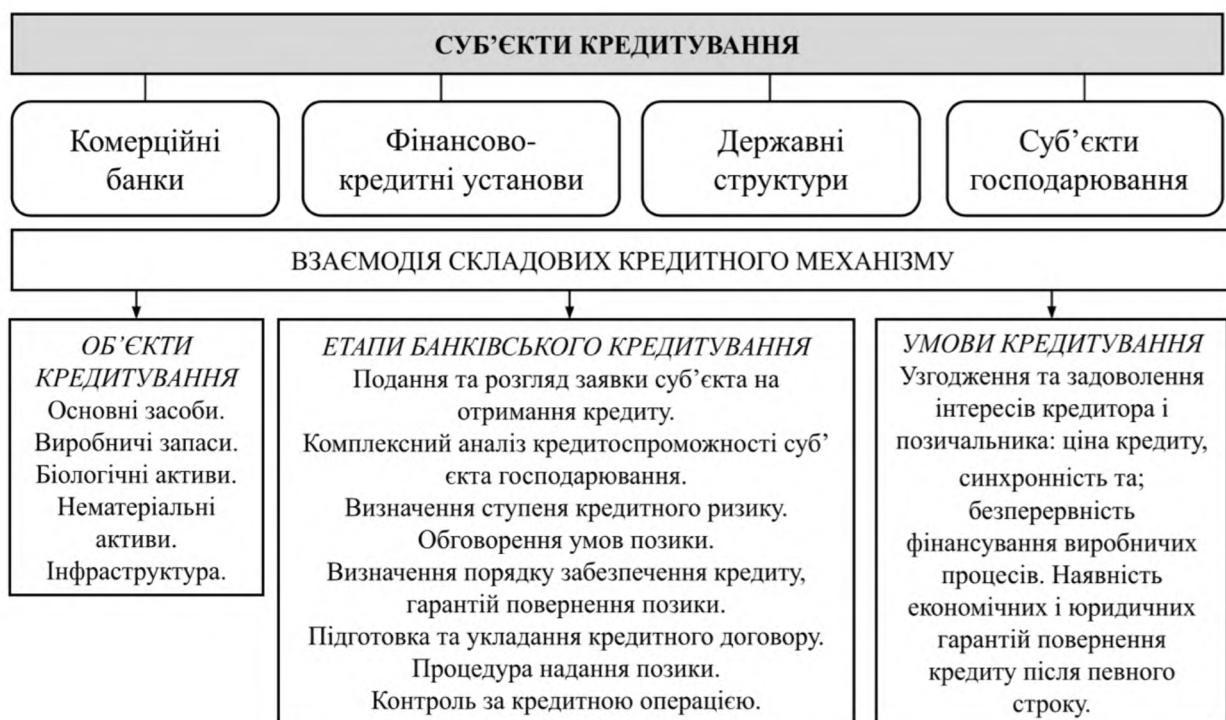 СУБ’ЄКТИ КРЕДИТУВАННЯ
Комерційні
банки
Фінансово-
кредитні установи
Державні
структури
Суб’єкти
господарювання
ВЗАЄМОДІЯ СКЛАДОВИХ КРЕДИТНОГО МЕХАНІЗМУ
ОБ’ЄКТИ
КРЕДИТУВАННЯ
Основні засоби.
Виробничі запаси.
Біологічні активи.
Нематеріальні
активи.
Інфраструктура.
ЕТАПИ БАНКІВСЬКОГО КРЕДИТУВАННЯ
Подання та розгляд заявки суб’єкта на
отримання кредиту.
Комплексний аналіз кредитоспроможності суб’
єкта господарювання.
Визначення ступеня кредитного ризику.
Обговорення умов позики.
Визначення порядку забезпечення кредиту,
гарантій повернення позики.
Підготовка та укладання кредитного договору.
Процедура надання позики.
Контроль за кредитною операцією.
УМОВИ КРЕДИТУВАННЯ
Узгодження та задоволення
інтересів кредитора і
позичальника: ціна кредиту,
синхронність та;
безперервність
фінансування виробничих
процесів. Наявність
економічних і юридичних
гарантій повернення
кредиту після певного
строку.